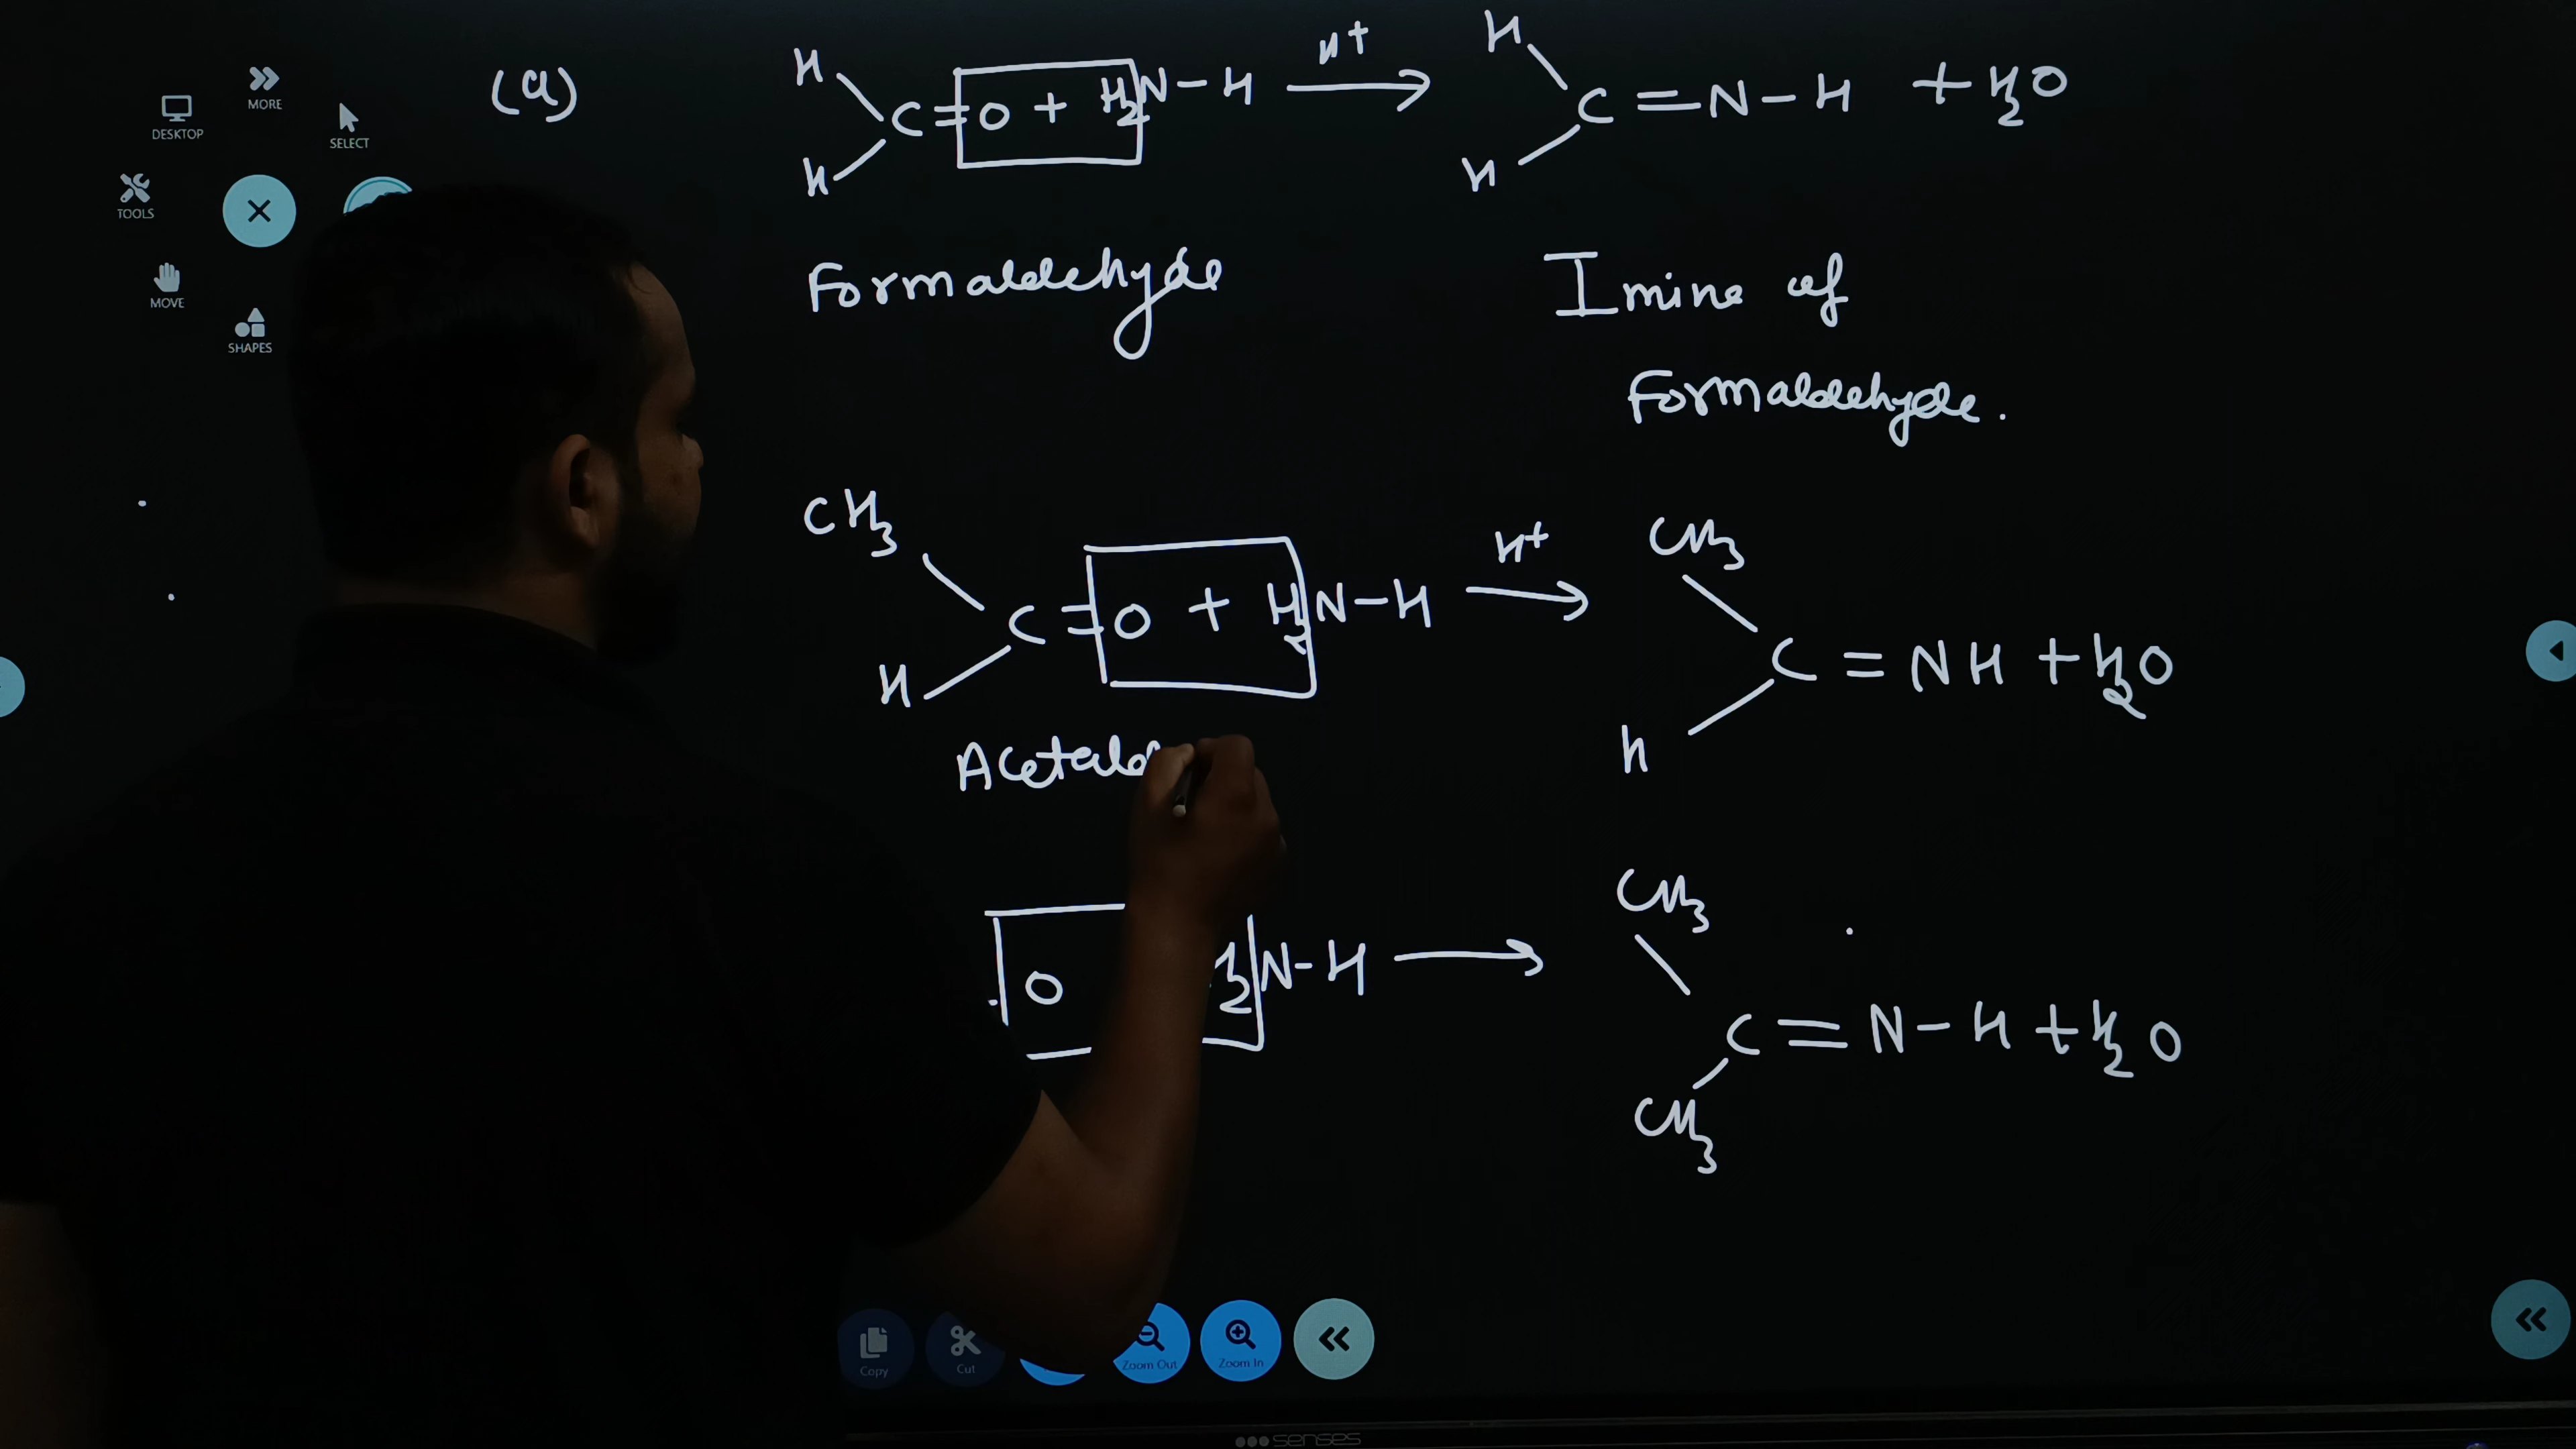 MORE
DESKTOP
SELECT
TOOLS
MOVE
SHAPES
(a)
H
H
C=O + H₂N-H
H⁺
→
H
H
C=N-H + H₂O
Formaldehyde
Imine of
Formaldehyde.
CH₃
H
C=O + H₂N-H
H⁺
→
CH₃
H
C=NH + H₂O
O
₂N-H
→
CH₃
CH₃
C=N-H + H₂O
Copy
Cut
Zoom Out
Zoom In
senses